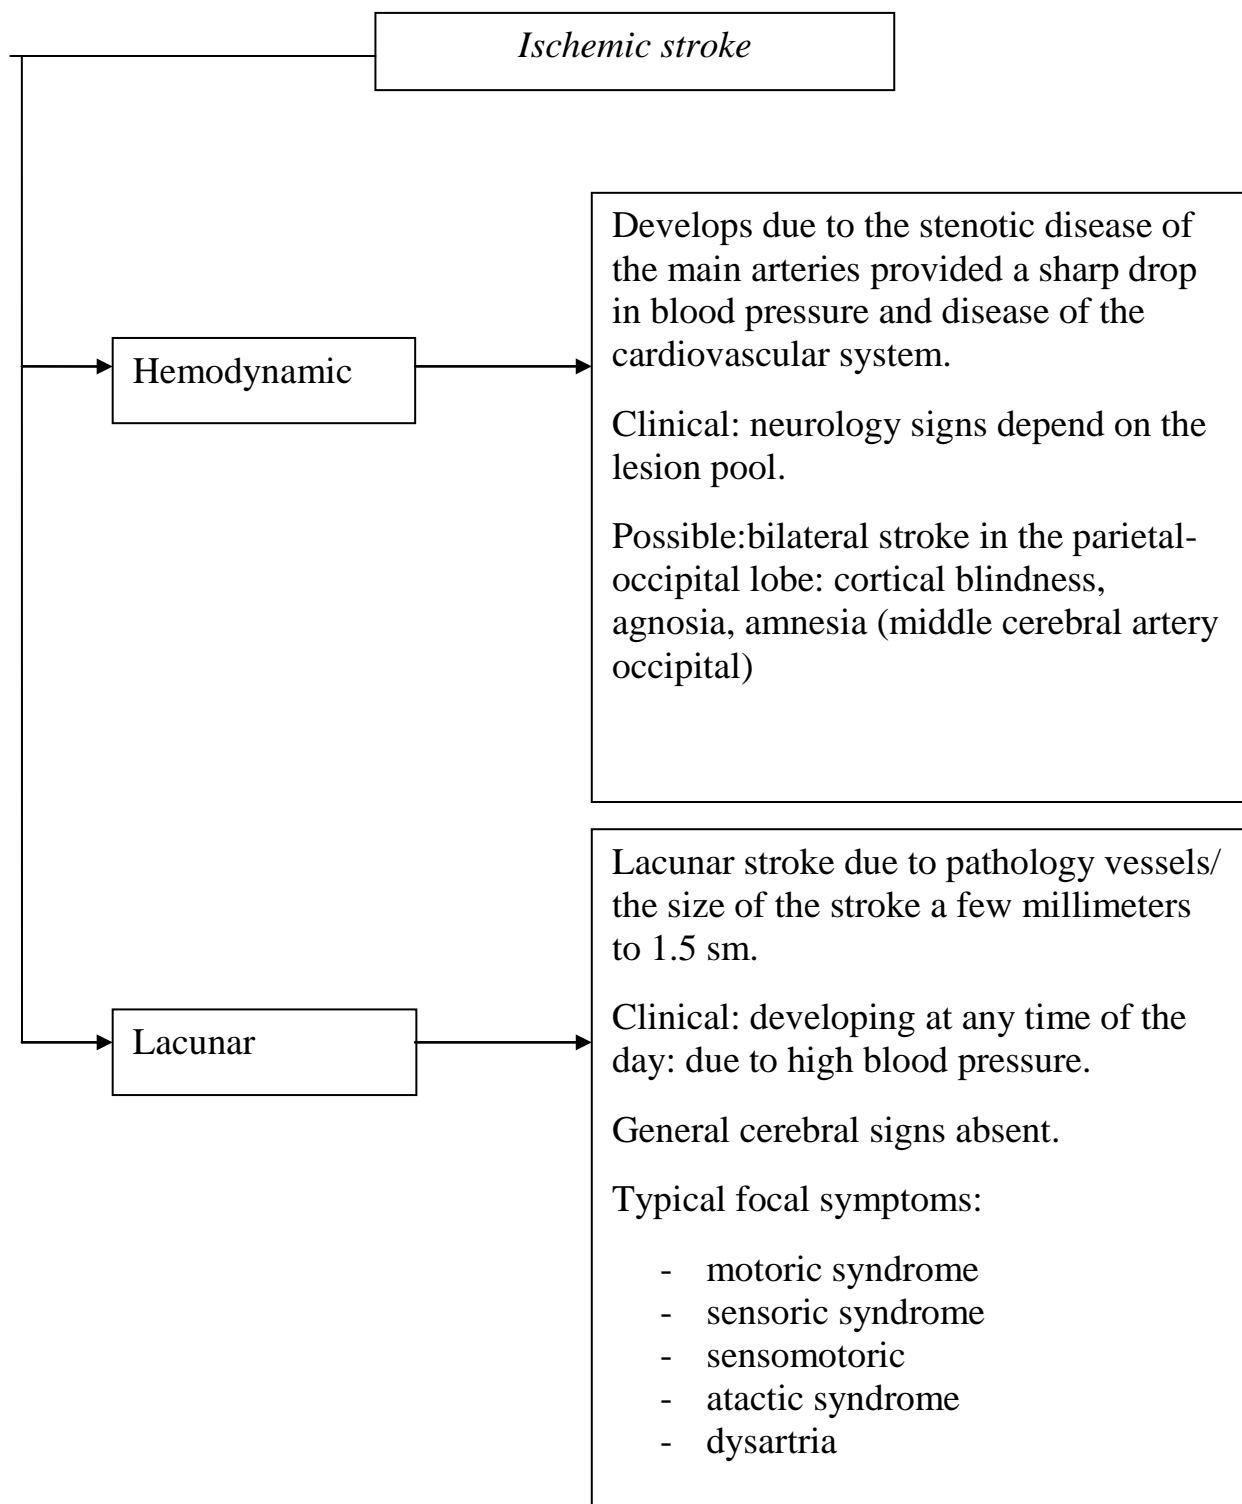 Ischemic stroke
Hemodynamic
Develops due to the stenotic disease of
the main arteries provided a sharp drop
in blood pressure and disease of the
cardiovascular system.
Clinical: neurology signs depend on the
lesion pool.
Possible:bilateral stroke in the parietal-
occipital lobe: cortical blindness,
agnosia, amnesia (middle cerebral artery
occipital)
Lacunar
Lacunar stroke due to pathology vessels/
the size of the stroke a few millimeters
to 1.5 sm.
Clinical: developing at any time of the
day: due to high blood pressure.
General cerebral signs absent.
Typical focal symptoms:
- motoric syndrome
- sensoric syndrome
- sensomotoric
- atactic syndrome
- dysartria